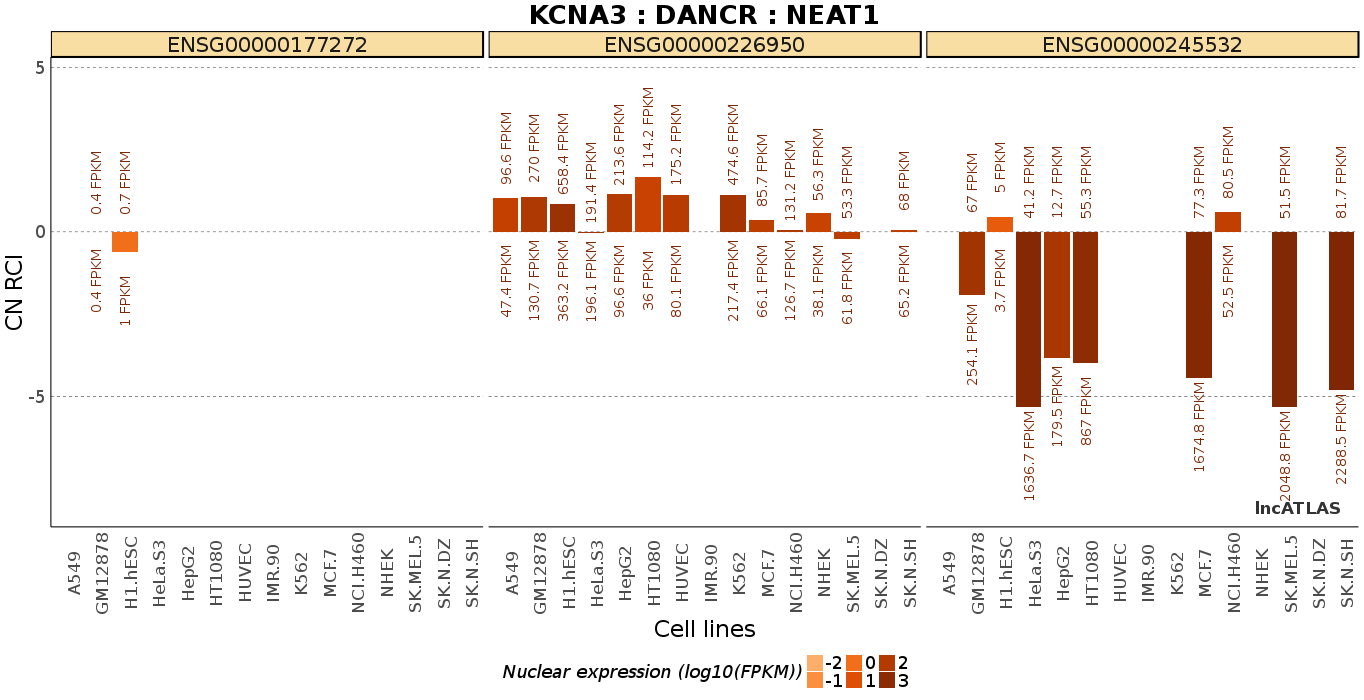 KCNA3 : DANCR : NEAT1
ENSG00000177272 ENSG00000226950 ENSG00000245532
CN RCI
5
0
-5
0.4 FPKM 0.7 FPKM
0.4 FPKM 1 FPKM
96.6 FPKM 270 FPKM 658.4 FPKM 191.4 FPKM 213.6 FPKM 114.2 FPKM 175.2 FPKM 474.6 FPKM 85.7 FPKM 131.2 FPKM 56.3 FPKM 53.3 FPKM 68 FPKM
47.4 FPKM 130.7 FPKM 363.2 FPKM 196.1 FPKM 96.6 FPKM 36 FPKM 80.1 FPKM 217.4 FPKM 66.1 FPKM 126.7 FPKM 38.1 FPKM 61.8 FPKM 65.2 FPKM
67 FPKM 5 FPKM 41.2 FPKM 12.7 FPKM 55.3 FPKM 77.3 FPKM 80.5 FPKM 51.5 FPKM 81.7 FPKM
254.1 FPKM 3.7 FPKM 1636.7 FPKM 179.5 FPKM 867 FPKM 1674.8 FPKM 52.5 FPKM 2048.8 FPKM 2288.5 FPKM
lncATLAS
A549 GM12878 H1.hESC HeLa.S3 HepG2 HT1080 HUVEC IMR.90 K562 MCF.7 NCI.H460 NHEK SK.MEL.5 SK.N.DZ SK.N.SH
A549 GM12878 H1.hESC HeLa.S3 HepG2 HT1080 HUVEC IMR.90 K562 MCF.7 NCI.H460 NHEK SK.MEL.5 SK.N.DZ SK.N.SH
A549 GM12878 H1.hESC HeLa.S3 HepG2 HT1080 HUVEC IMR.90 K562 MCF.7 NCI.H460 NHEK SK.MEL.5 SK.N.DZ SK.N.SH
Cell lines
Nuclear expression (log10(FPKM)) -2 0 2
-1 1 3